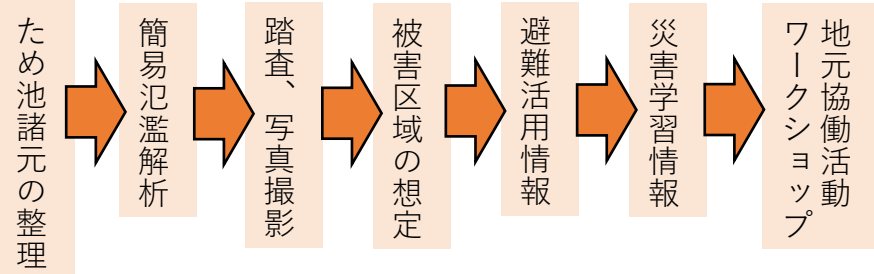 ため池諸元の整理
簡易氾濫解析
踏査、写真撮影
被害区域の想定
避難活用情報
災害学習情報
地元協働活動
ワークショップ